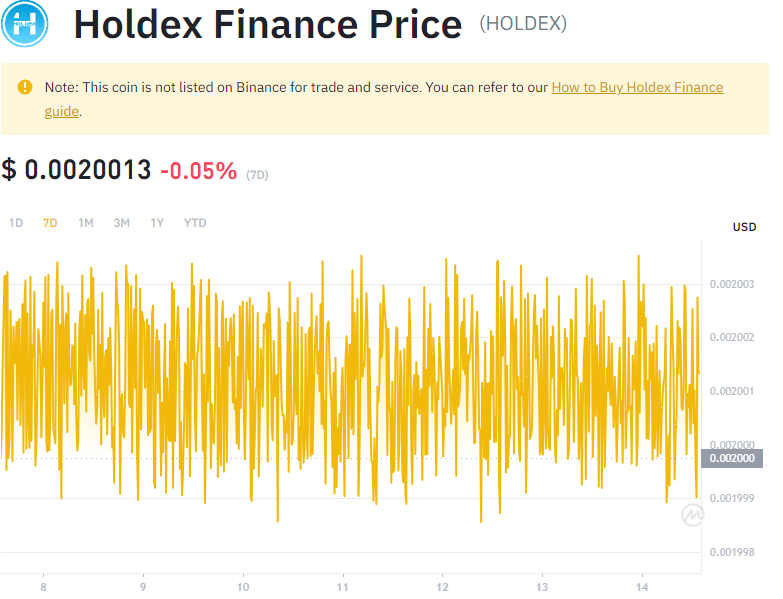 Holdex Finance Price (HOLDEX)
Note: This coin is not listed on Binance for trade and service. You can refer to our How to Buy Holdex Finance
guide.
$ 0.0020013 -0.05% (7D)
1D 7D 1M 3M 1Y YTD
USD
0.002003
0.002002
0.002001
0.002000
0.002000
0.001999
0.001998
8 9 10 11 12 13 14